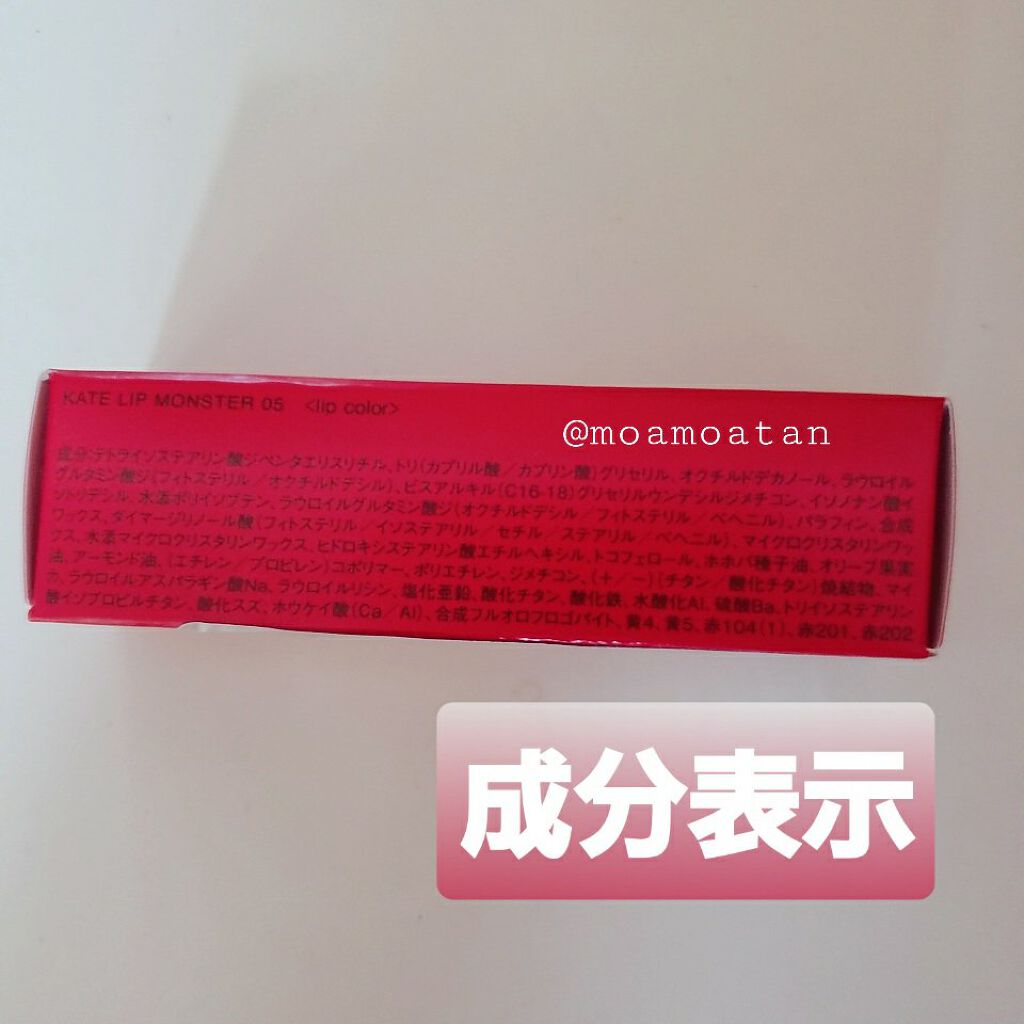 KATE LIP MONSTER 05 <lip color>
@moamoatan
成分:テトライソステアリン酸ジペンタエリスリチル、トリ(カプリル酸/カプリン酸)グリセリル、オクチルドデカノール、ラウロイル
グルタミン酸ジ(フィトステリル/オクチルドデシル)、ビスアルキル(C16-18)グリセリルウンデシルジメチコン、イソノナン酸イ
ソトリデシル、水添ポリイソブテン、ラウロイルグルタミン酸ジ(オクチルドデシル/フィトステリル/ベヘニル)、パラフィン、合成
ワックス、ダイマージリノール酸(フィトステリル/イソステアリル/セチル/ステアリル/ベヘニル)、マイクロクリスタリンワッ
クス、水添マイクロクリスタリンワックス、ヒドロキシステアリン酸エチルヘキシル、トコフェロール、ホホバ種子油、オリーブ果実
油、アーモンド油、(エチレン/プロピレン)コポリマー、ポリエチレン、ジメチコン、(+/-)(チタン/酸化チタン)焼結物、マイ
カ、ラウロイルアスパラギン酸Na、ラウロイルリシン、塩化亜鉛、酸化チタン、酸化鉄、水酸化Al、硫酸Ba、トリイソステアリン
酸イソプロピルチタン、酸化スズ、ホウケイ酸(Ca/Al)、合成フルオロフロゴパイト、黄4、黄5、赤104(1)、赤201、赤202
成分表示